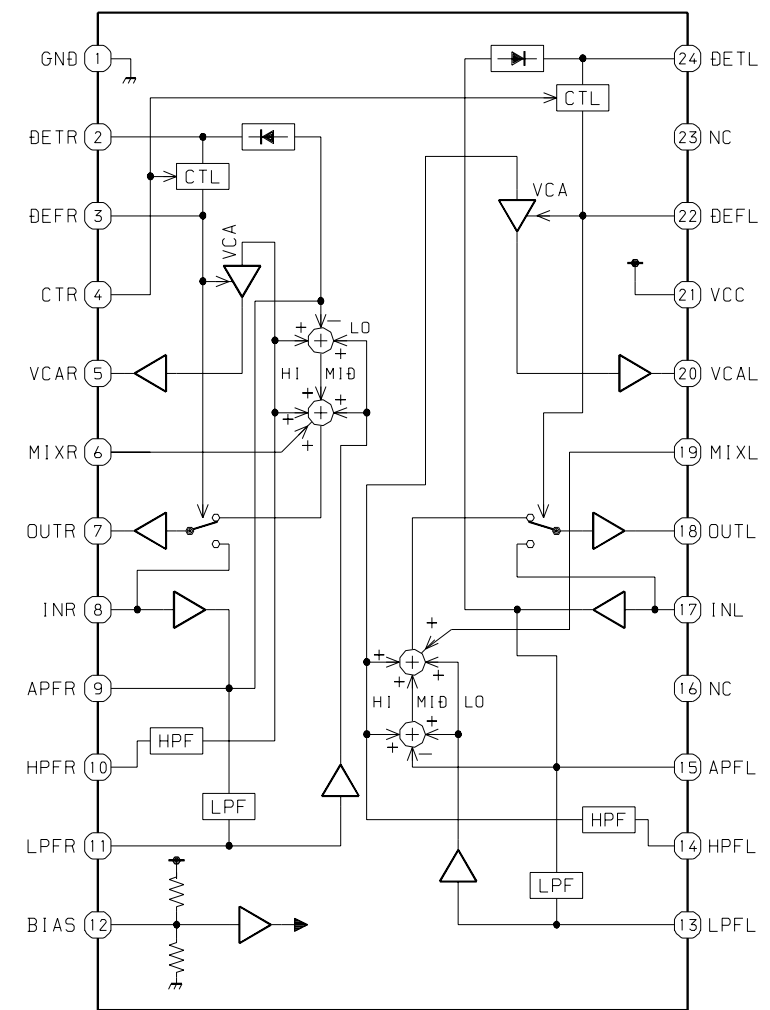 GND 1
DETR 2
DEFR 3
CTR 4
VCAR 5
MIXR 6
OUTR 7
INR 8
APFR 9
HPFR 10
LPFR 11
BIAS 12
24 DETL
23 NC
22 DEFL
21 VCC
20 VCAL
19 MIXL
18 OUTL
17 INL
16 NC
15 APFL
14 HPFL
13 LPFL
CTL
CTL
VCA
VCA
− LO
+ +
HI MID
+ +
+ +
+
+
+ +
+
HI MID LO
+
+ −
HPF
LPF
HPF
LPF